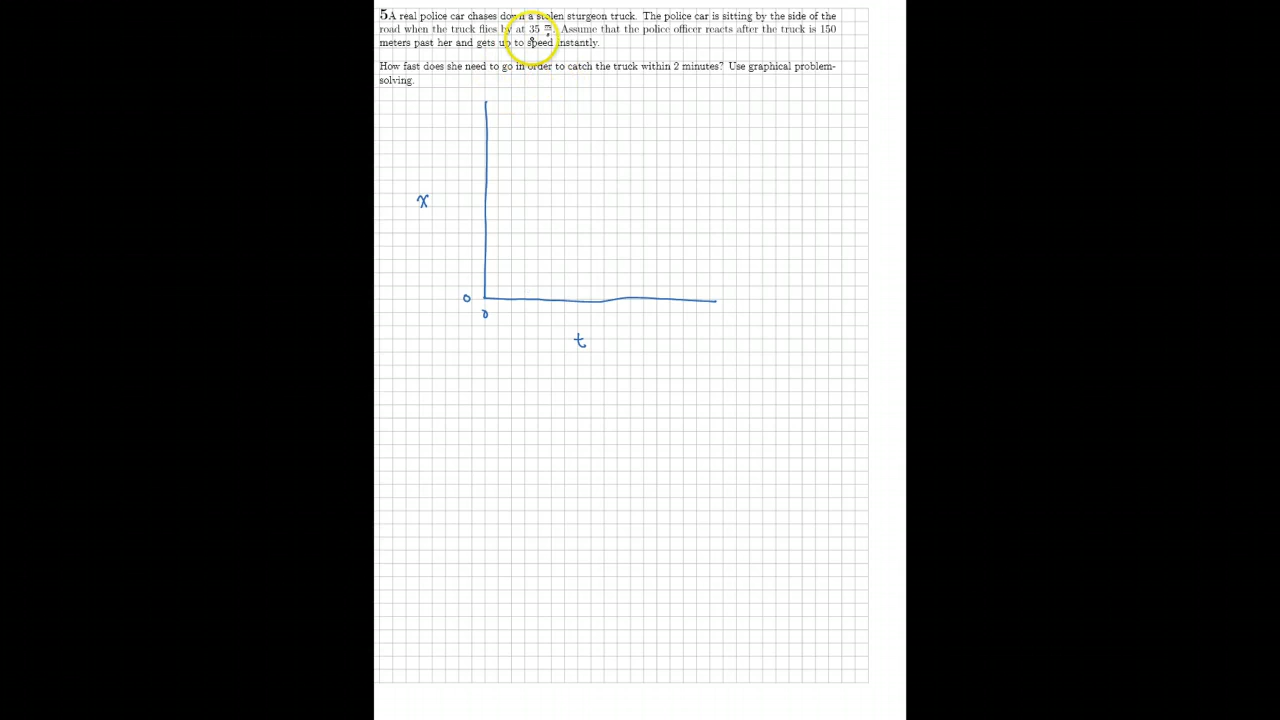 5A real police car chases down a stolen sturgeon truck. The police car is sitting by the side of the
road when the truck flies by at 35 m/s. Assume that the police officer reacts after the truck is 150
meters past her and gets up to speed instantly.
How fast does she need to go in order to catch the truck within 2 minutes? Use graphical problem-
solving.
x
0
0
t